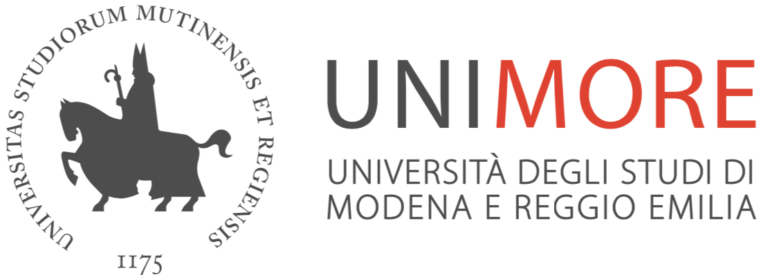 UNIVERSITAS STUDIORUM MUTINENSIS ET REGIENSIS
1175
UNIMORE
UNIVERSITÀ DEGLI STUDI DI
MODENA E REGGIO EMILIA